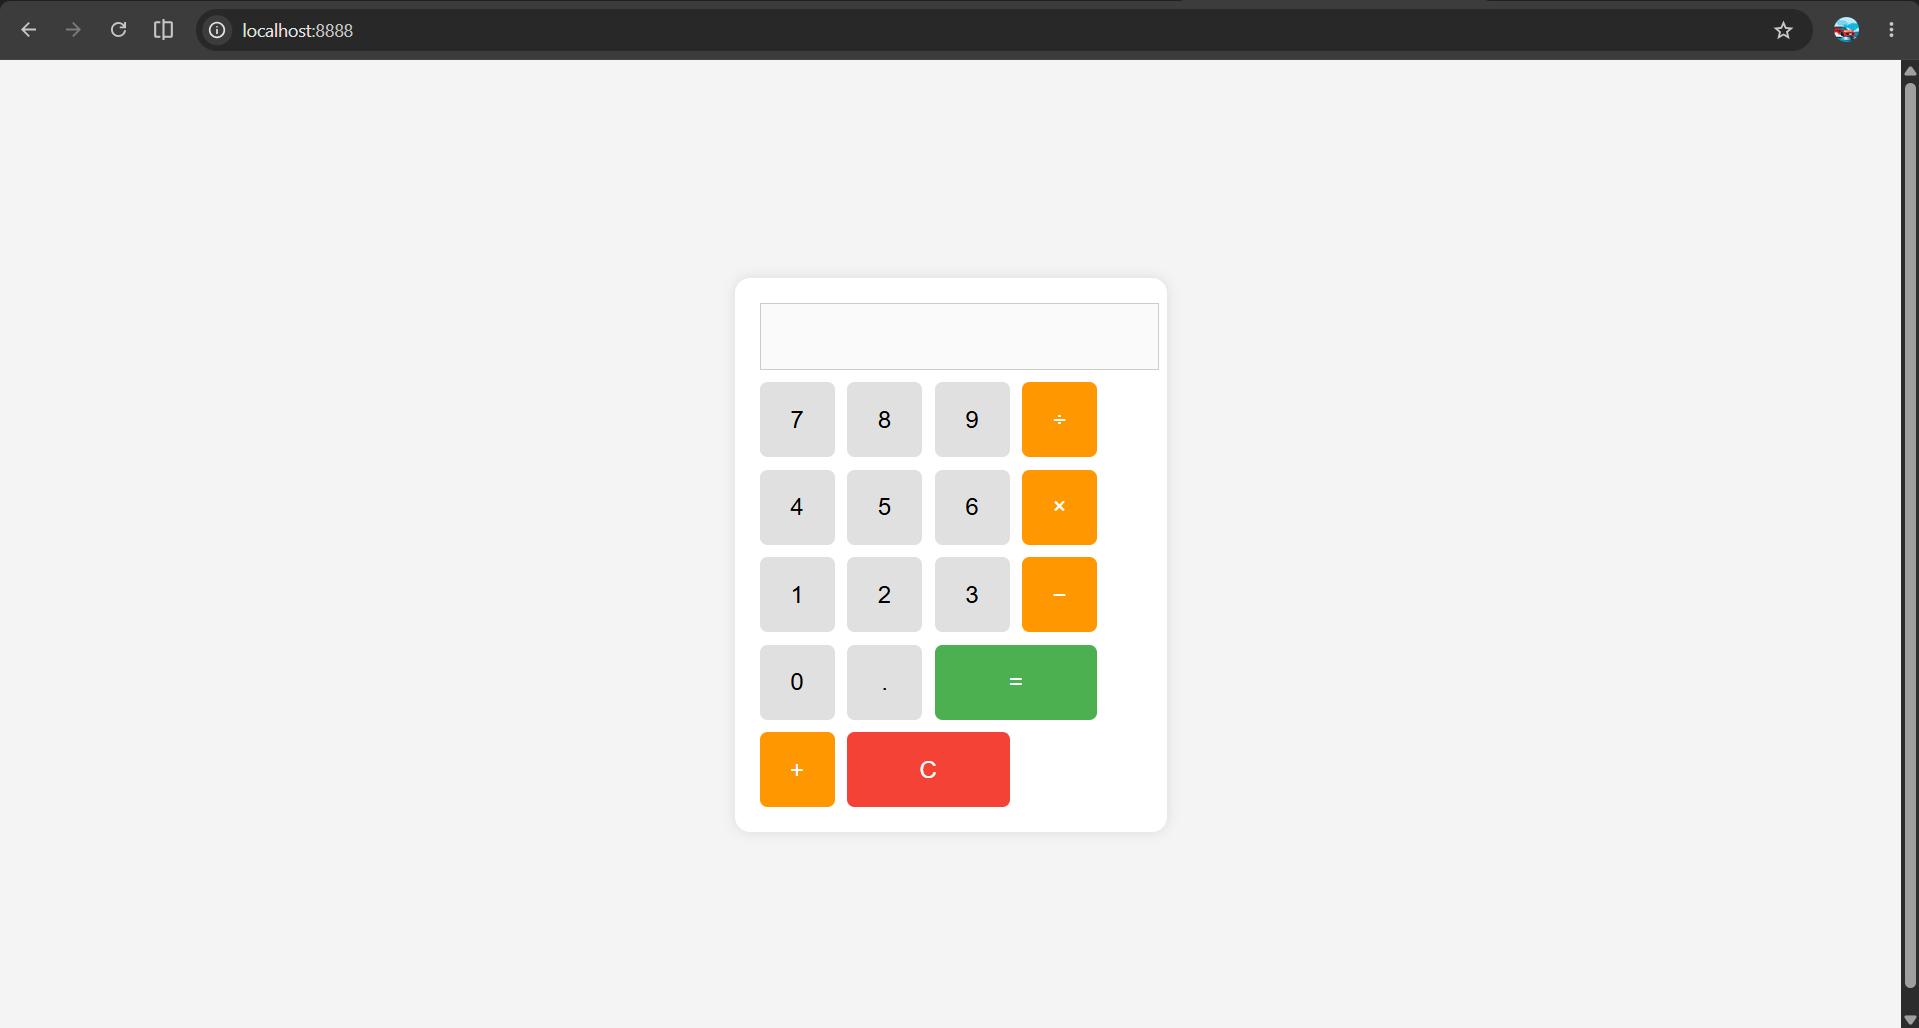 localhost:8888
7 8 9 ÷
4 5 6 ×
1 2 3 −
0 . =
+ C